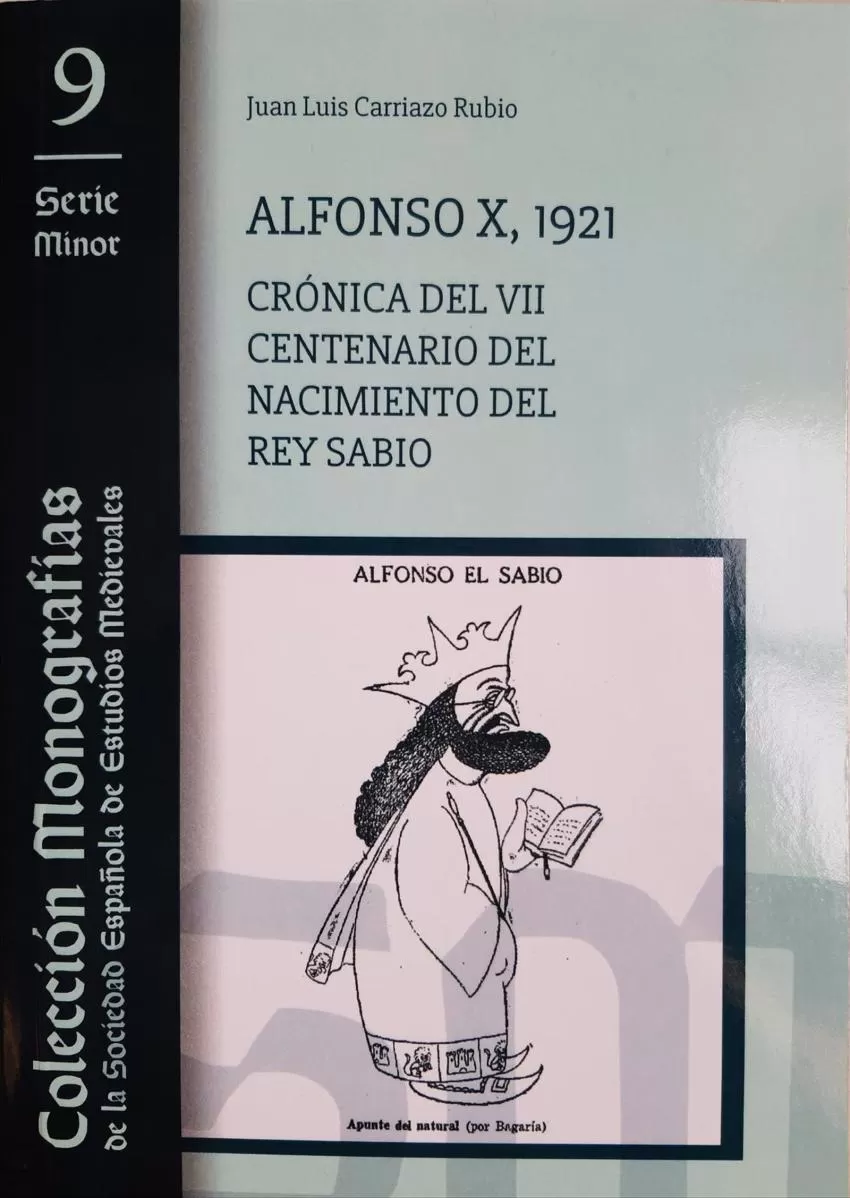 9
Serie
Minor
Colección Monografías
de la Sociedad Española de Estudios Medievales
Juan Luis Carriazo Rubio
ALFONSO X, 1921
CRÓNICA DEL VII
CENTENARIO DEL
NACIMIENTO DEL
REY SABIO
ALFONSO EL SABIO
Apunte del natural (por Bagaría)